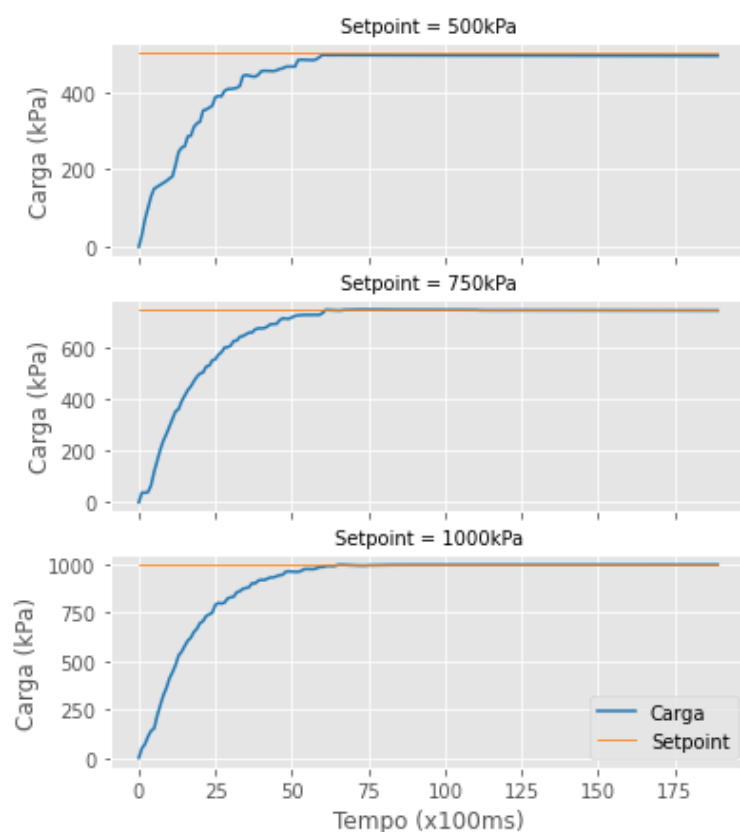 Setpoint = 500kPa
400
200
0
Carga (kPa)
Setpoint = 750kPa
600
400
200
0
Carga (kPa)
Setpoint = 1000kPa
1000
750
500
250
0
Carga (kPa)
Carga
Setpoint
0 25 50 75 100 125 150 175
Tempo (x100ms)